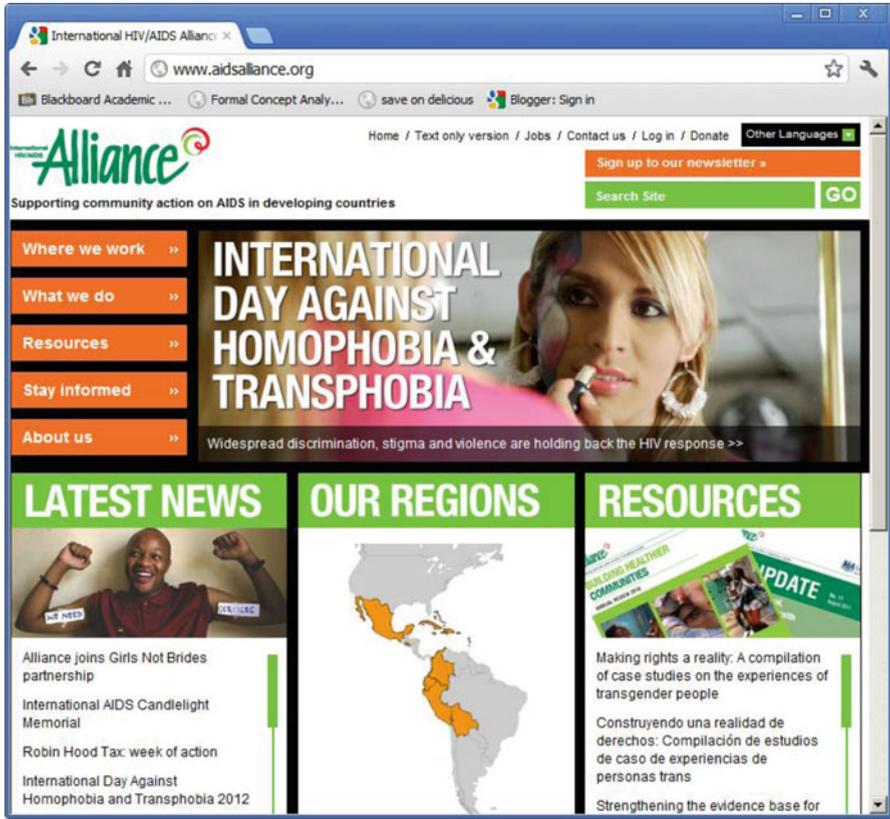 International HIV/AIDS Allianc
www.aidsalliance.org
Blackboard Academic ...
Formal Concept Analy...
save on delicious
Blogger: Sign in
International
HIV/AIDS
Alliance
Supporting community action on AIDS in developing countries
Home / Text only version / Jobs / Contact us / Log in / Donate
Other Languages
Sign up to our newsletter »
Search Site
GO
Where we work »
What we do »
Resources »
Stay informed »
About us »
INTERNATIONAL
DAY AGAINST
HOMOPHOBIA &
TRANSPHOBIA
Widespread discrimination, stigma and violence are holding back the HIV response >>
LATEST NEWS
WE NEED
Alliance joins Girls Not Brides
partnership
International AIDS Candlelight
Memorial
Robin Hood Tax: week of action
International Day Against
Homophobia and Transphobia 2012
OUR REGIONS
RESOURCES
Alliance
BUILDING HEALTHIER
COMMUNITIES
ANNUAL REVIEW 2010
UPDATE
Making rights a reality: A compilation
of case studies on the experiences of
transgender people
Construyendo una realidad de
derechos: Compilación de estudios
de caso de experiencias de
personas trans
Strengthening the evidence base for